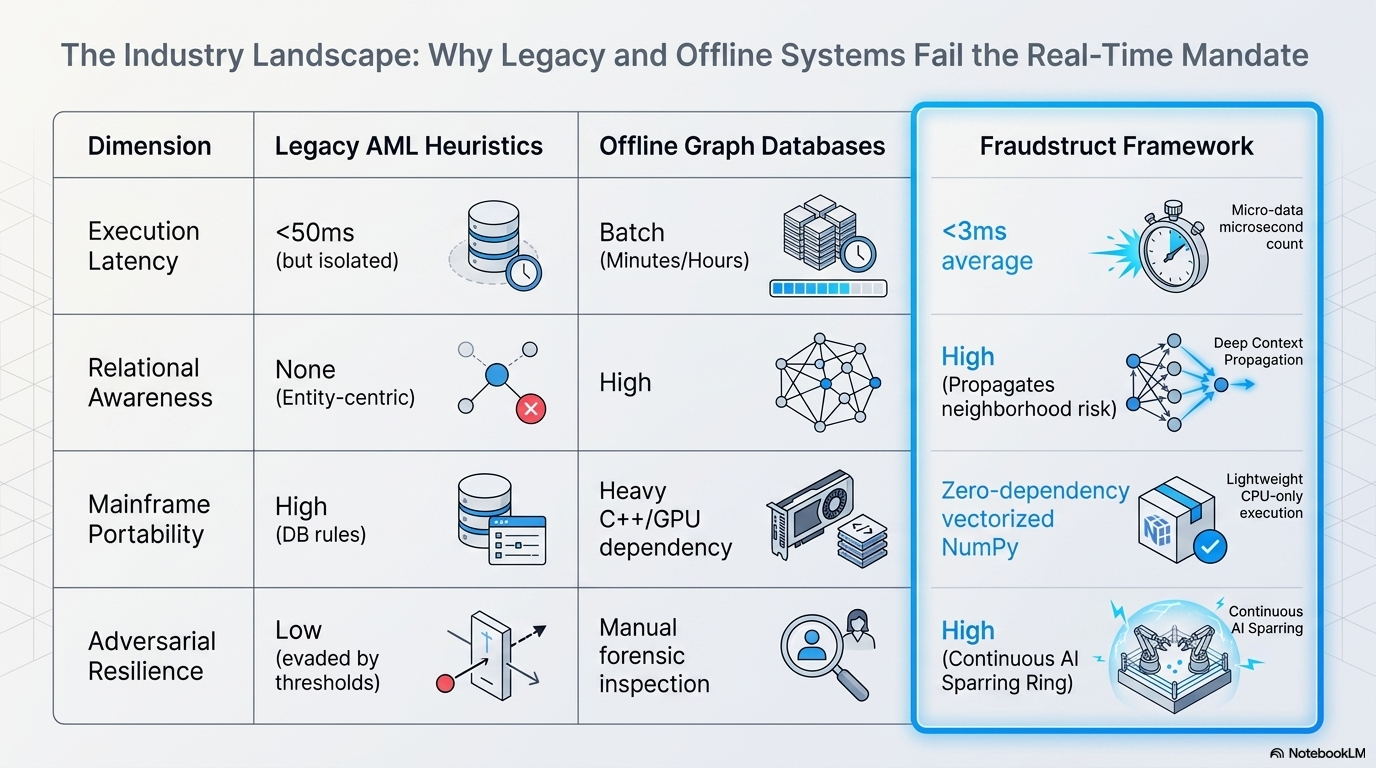 The Industry Landscape: Why Legacy and Offline Systems Fail the Real-Time Mandate
Dimension
Legacy AML Heuristics
Offline Graph Databases
Fraudstruct Framework
Execution
Latency
<50ms
(but isolated)
Batch
(Minutes/Hours)
<3ms
average
Micro-data
microsecond
count
Relational
Awareness
None
(Entity-centric)
High
High
(Propagates
neighborhood risk)
Deep Context
Propagation
Mainframe
Portability
High
(DB rules)
Heavy
C++/GPU
dependency
</>
Zero-dependency
vectorized
NumPy
Lightweight
CPU-only
execution
Adversarial
Resilience
Low
(evaded by
thresholds)
Manual
forensic
inspection
High
(Continuous AI
Sparring Ring)
Continuous
AI Sparring
NotebookLM